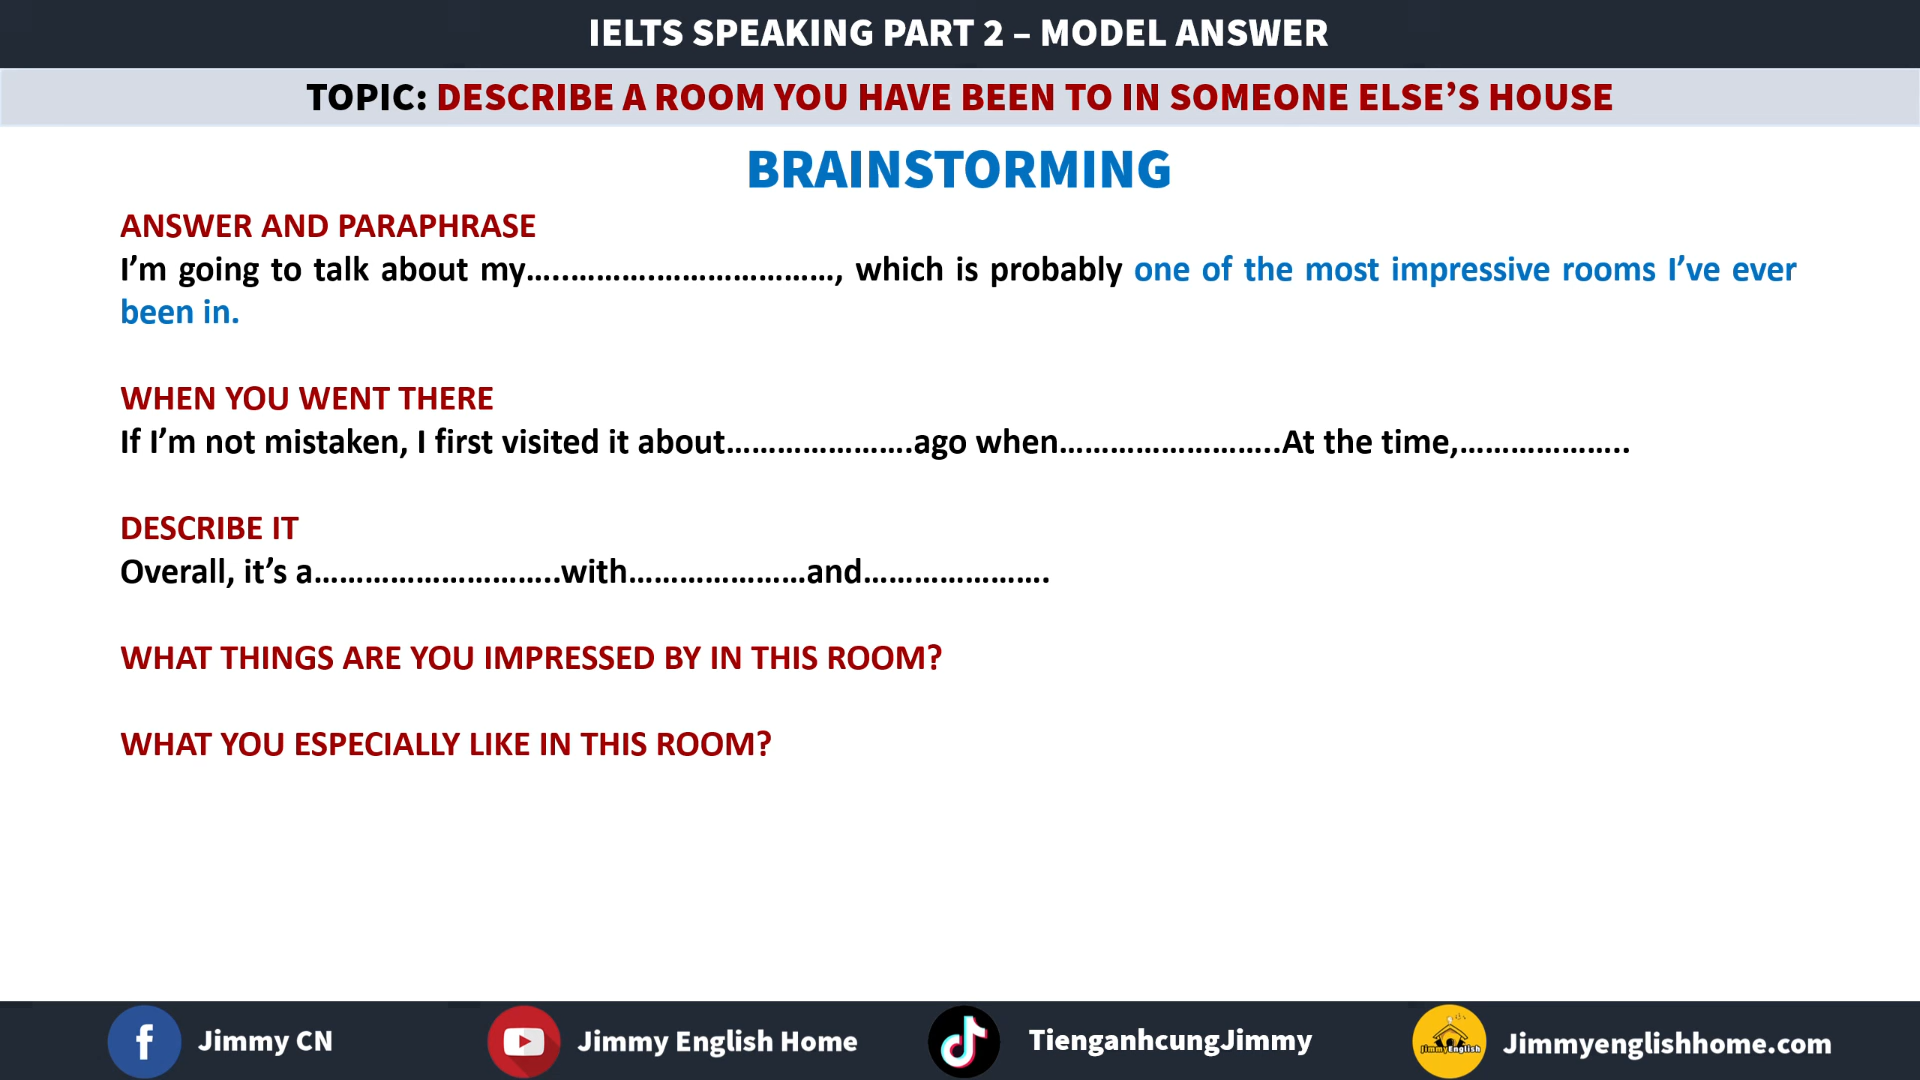 IELTS SPEAKING PART 2 – MODEL ANSWER
TOPIC: DESCRIBE A ROOM YOU HAVE BEEN TO IN SOMEONE ELSE’S HOUSE
BRAINSTORMING
ANSWER AND PARAPHRASE
I’m going to talk about my…..……….…………………, which is probably one of the most impressive rooms I’ve ever
been in.
WHEN YOU WENT THERE
If I’m not mistaken, I first visited it about………………….ago when……………………..At the time,………………..
DESCRIBE IT
Overall, it’s a………………………..with…………………and………………….
WHAT THINGS ARE YOU IMPRESSED BY IN THIS ROOM?
WHAT YOU ESPECIALLY LIKE IN THIS ROOM?
Jimmy CN
Jimmy English Home
TienganhcungJimmy
JimmyEnglish
Jimmyenglishhome.com